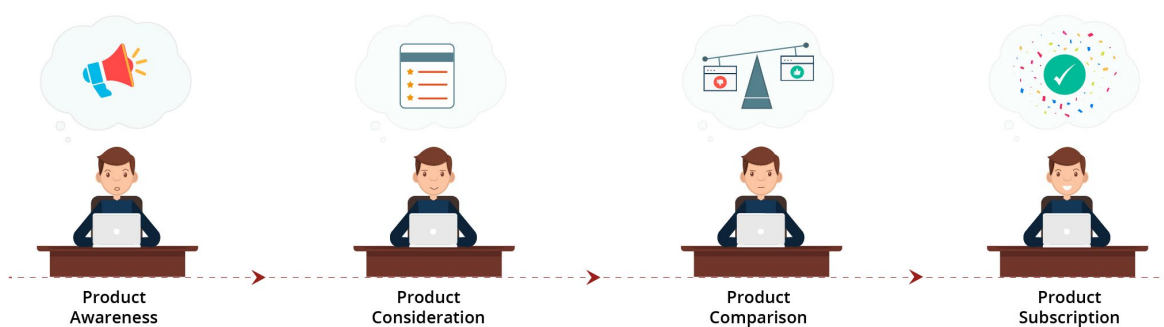 Product
Awareness
Product
Consideration
Product
Comparison
Product
Subscription